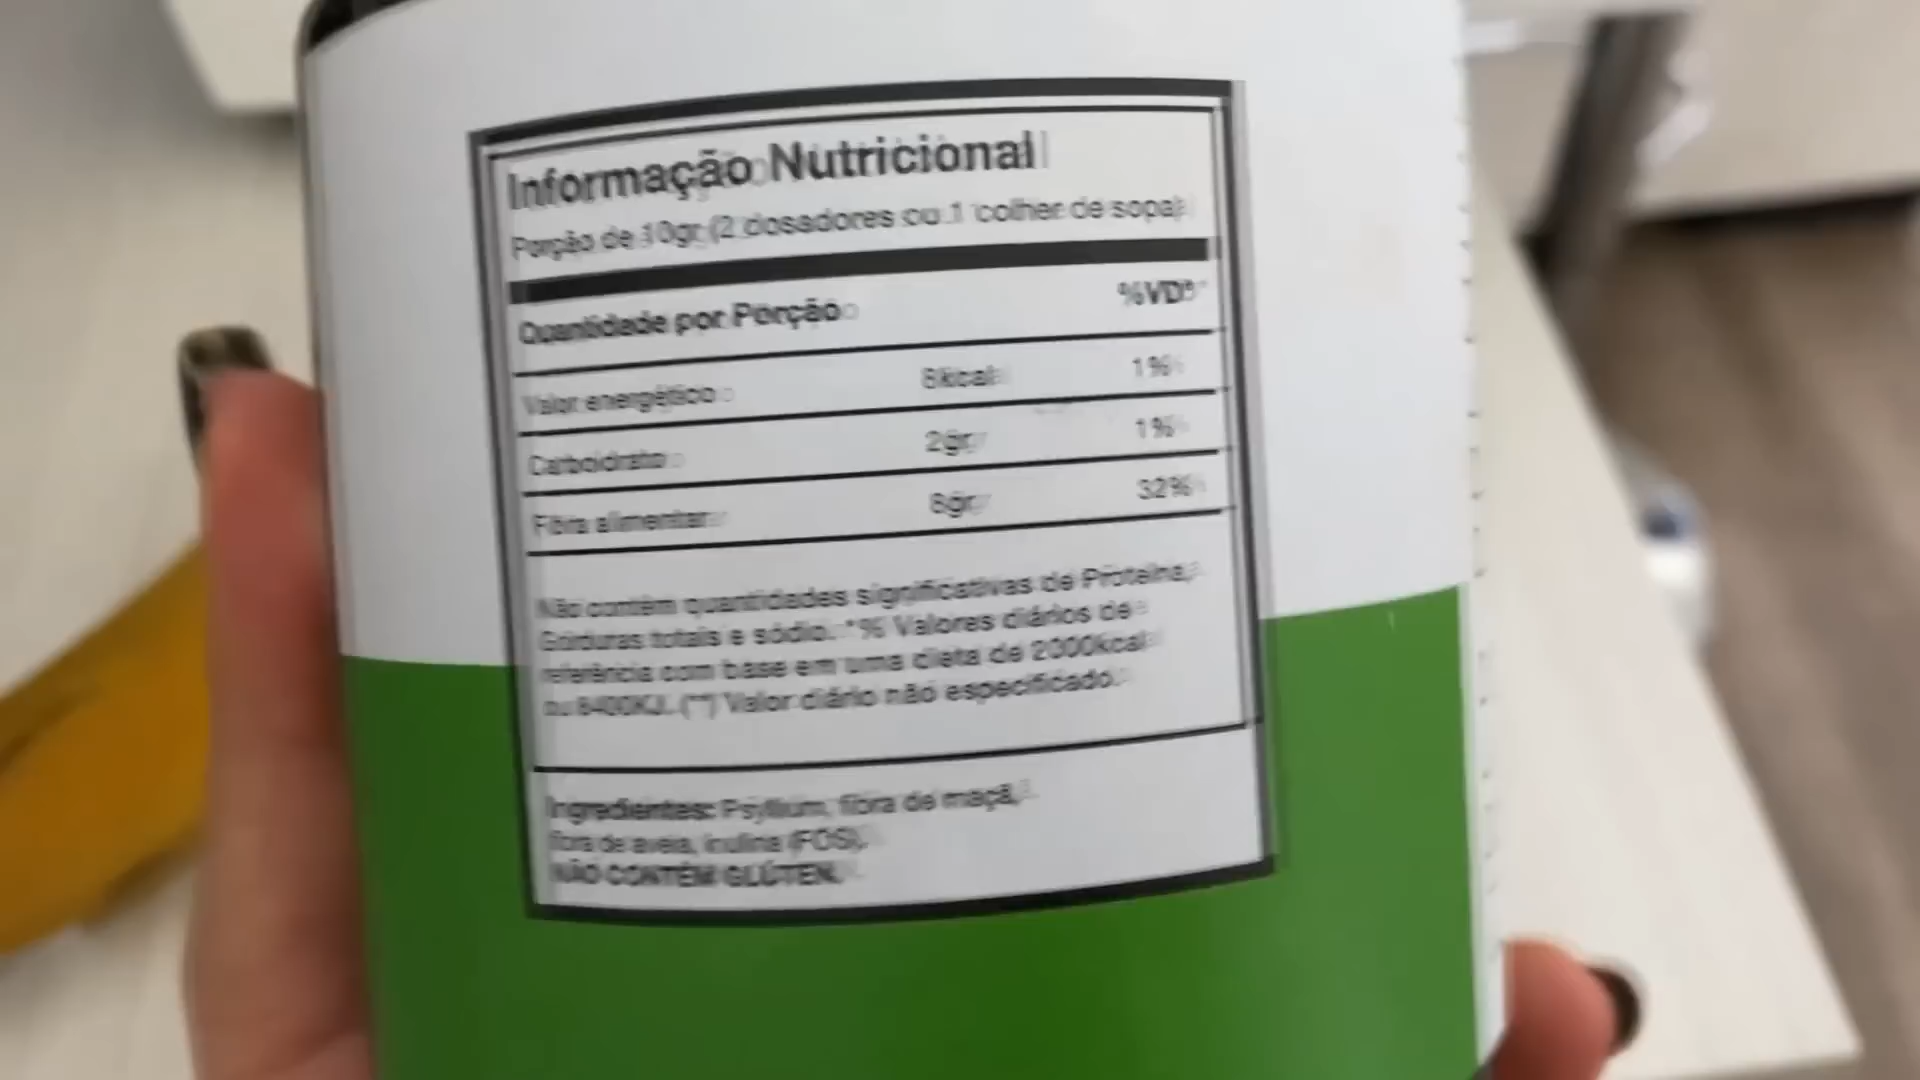 Informação Nutricional
Porção de 10gr (2 dosadores ou 1 colher de sopa)
Quantidade por Porção %VD*
Valor energético 8kcal 1%
Carboidrato 2gr 1%
Fibra alimentar 8gr 32%
Não contém quantidades significativas de Proteína,
Gorduras totais e sódio. *% Valores diários de
referência com base em uma dieta de 2000kcal
ou 8400KJ. (**) Valor diário não especificado.
Ingredientes: Psyllium, fibra de maçã,
fibra de aveia, inulina (FOS).
NÃO CONTÉM GLÚTEN.